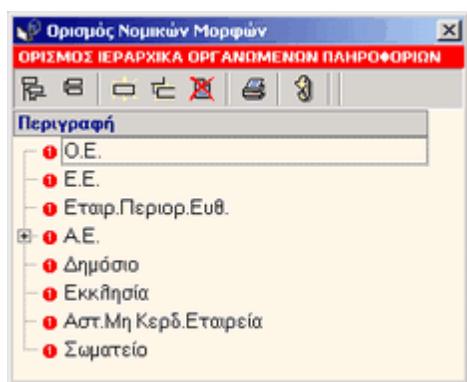 Ορισμός Νομικών Μορφών
ΟΡΙΣΜΟΣ ΙΕΡΑΡΧΙΚΑ ΟΡΓΑΝΩΜΕΝΩΝ ΠΛΗΡΟΦΟΡΙΩΝ
Περιγραφή
Ο.Ε.
Ε.Ε.
Εταιρ.Περιορ.Ευθ.
Α.Ε.
Δημόσιο
Εκκλησία
Αστ.Μη Κερδ.Εταιρεία
Σωματείο